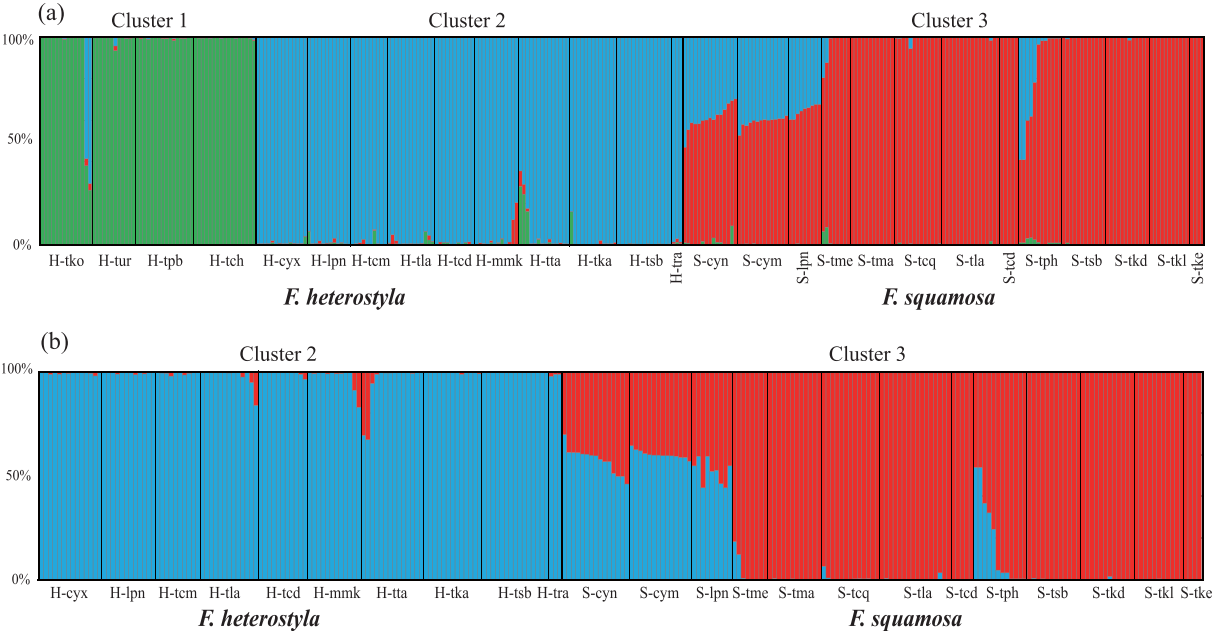 (a)
Cluster 1 Cluster 2 Cluster 3
100%
50%
0%
H-tko H-tur H-tpb H-tch H-cyx H-lpn H-tcm H-tla H-tcd H-mmk H-tta H-tka H-tsb H-tra S-cyn S-cym S-lpn S-tme S-tma S-tcq S-tla S-tcd S-tph S-tsb S-tkd S-tkl S-tke
F. heterostyla F. squamosa
(b)
Cluster 2 Cluster 3
100%
50%
0%
H-cyx H-lpn H-tcm H-tla H-tcd H-mmk H-tta H-tka H-tsb H-tra S-cyn S-cym S-lpn S-tme S-tma S-tcq S-tla S-tcd S-tph S-tsb S-tkd S-tkl S-tke
F. heterostyla F. squamosa